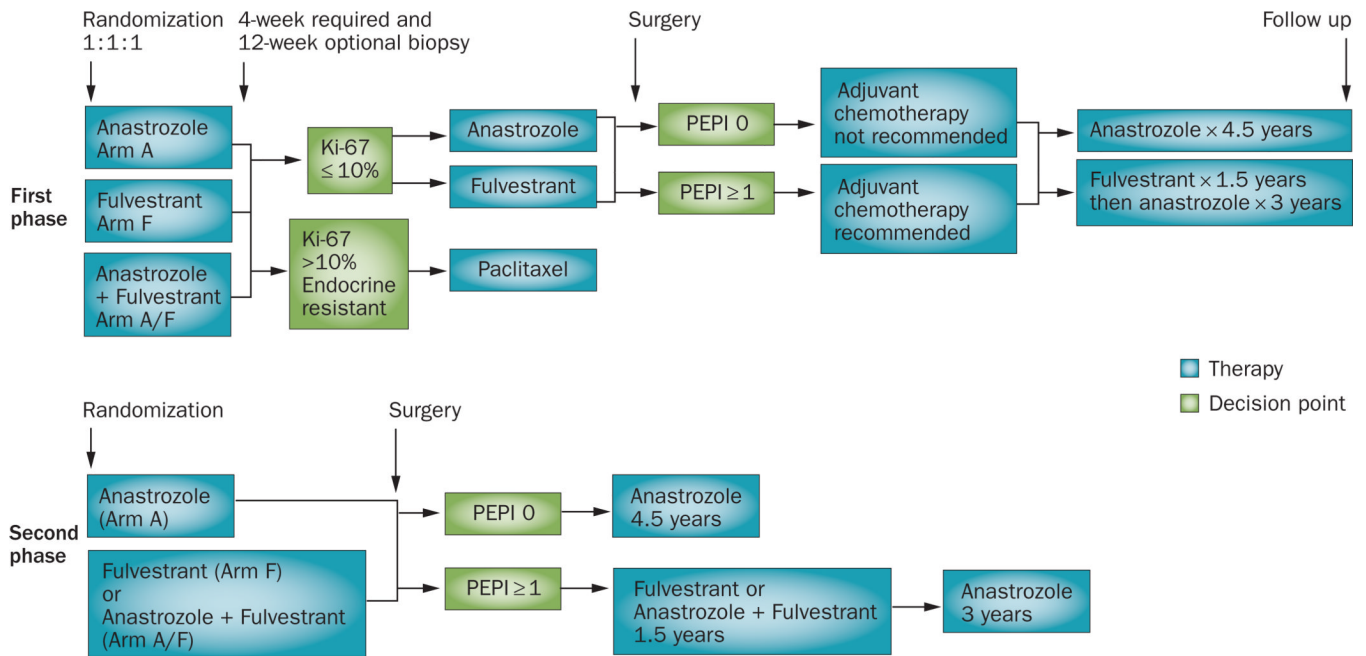 Randomization
1:1:1
4-week required and
12-week optional biopsy
Surgery
Follow up
First
phase
Anastrozole
Arm A
Fulvestrant
Arm F
Anastrozole
+ Fulvestrant
Arm A/F
Ki-67
≤ 10%
Ki-67
>10%
Endocrine
resistant
Anastrozole
Fulvestrant
Paclitaxel
PEPI 0
PEPI ≥ 1
Adjuvant
chemotherapy
not recommended
Adjuvant
chemotherapy
recommended
Anastrozole × 4.5 years
Fulvestrant × 1.5 years
then anastrozole × 3 years
Therapy
Decision point
Randomization
Surgery
Second
phase
Anastrozole
(Arm A)
Fulvestrant (Arm F)
or
Anastrozole + Fulvestrant
(Arm A/F)
PEPI 0
PEPI ≥ 1
Anastrozole
4.5 years
Fulvestrant or
Anastrozole + Fulvestrant
1.5 years
Anastrozole
3 years